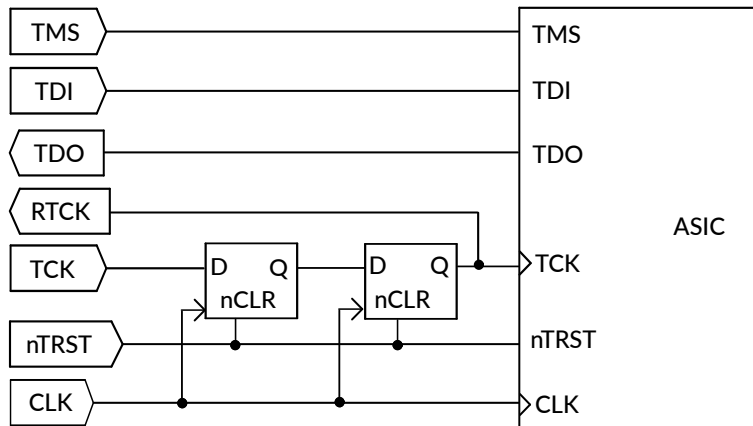 TMS TMS
TDI TDI
TDO TDO
RTCK
ASIC
TCK D Q D Q TCK
nCLR nCLR
nTRST nTRST
CLK CLK